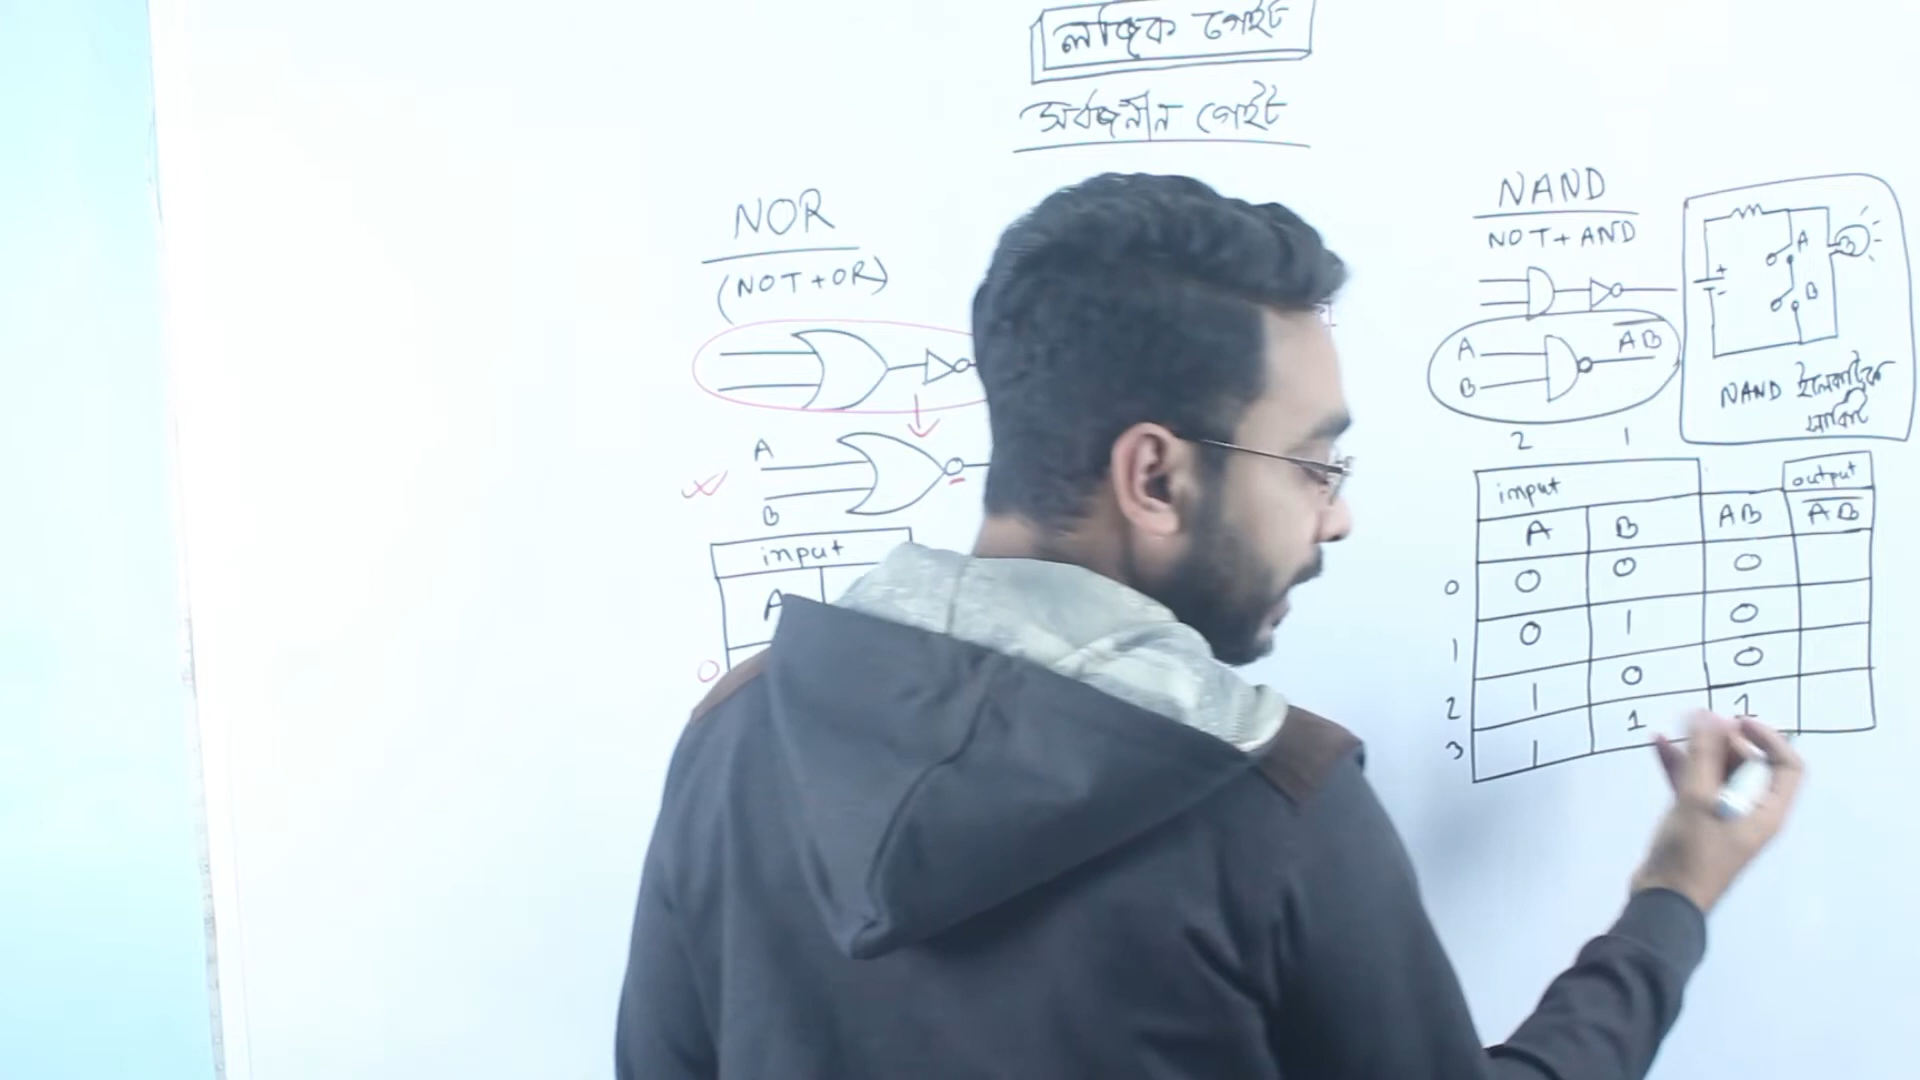 লজিক গেইট
সর্বজনীন গেইট
NOR
(NOT+OR)
A
B
input
A
0
NAND
NOT+AND
A
B
AB
+
-
A
B
NAND ইলেকট্রিক
সার্কিট
2 1
input output
A B AB AB
0 0 0 0
1 0 1 0
2 1 0 0
3 1 1 1